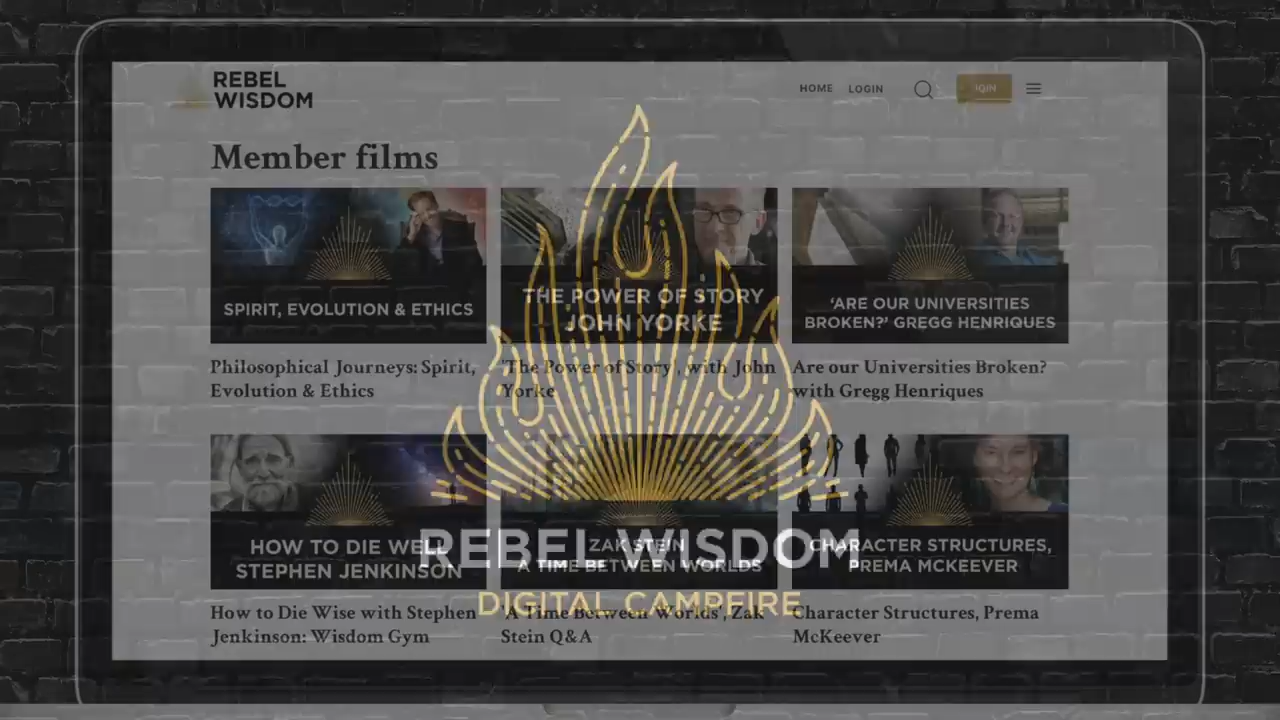 REBEL
WISDOM
HOME LOGIN JOIN
Member films
SPIRIT, EVOLUTION & ETHICS
THE POWER OF STORY
JOHN YORKE
‘ARE OUR UNIVERSITIES
BROKEN?’ GREGG HENRIQUES
Philosophical Journeys: Spirit,
Evolution & Ethics
'The Power of Story', with John
Yorke
Are our Universities Broken?
with Gregg Henriques
HOW TO DIE WELL
STEPHEN JENKINSON
ZAK STEIN
A TIME BETWEEN WORLDS
CHARACTER STRUCTURES,
PREMA MCKEEVER
REBEL WISDOM
DIGITAL CAMPFIRE
How to Die Wise with Stephen
Jenkinson: Wisdom Gym
'A Time Between Worlds', Zak
Stein Q&A
Character Structures, Prema
McKeever